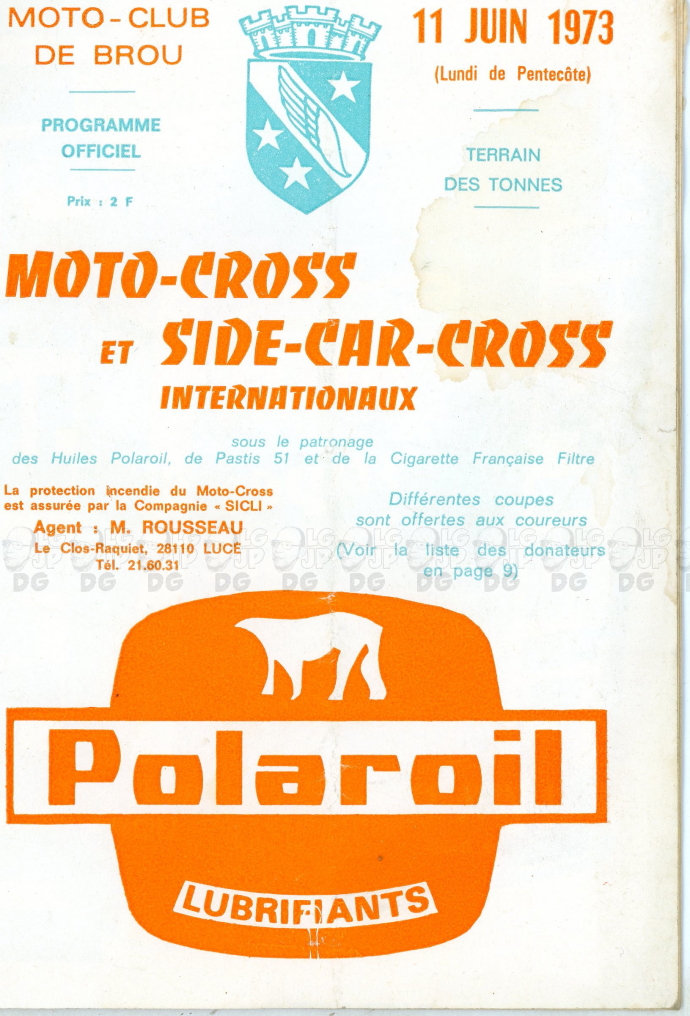 MOTO-CLUB
DE BROU
PROGRAMME
OFFICIEL
Prix : 2 F
11 JUIN 1973
(Lundi de Pentecôte)
TERRAIN
DES TONNES
MOTO-CROSS
ET SIDE-CAR-CROSS
INTERNATIONAUX
sous le patronage
des Huiles Polaroil, de Pastis 51 et de la Cigarette Française Filtre
La protection incendie du Moto-Cross
est assurée par la Compagnie « SICLI »
Agent : M. ROUSSEAU
Le Clos-Raquiet, 28110 LUCE
Tél. 21.60.31
Différentes coupes
sont offertes aux coureurs
(Voir la liste des donateurs
en page 9)
Polaroil
LUBRIFIANTS